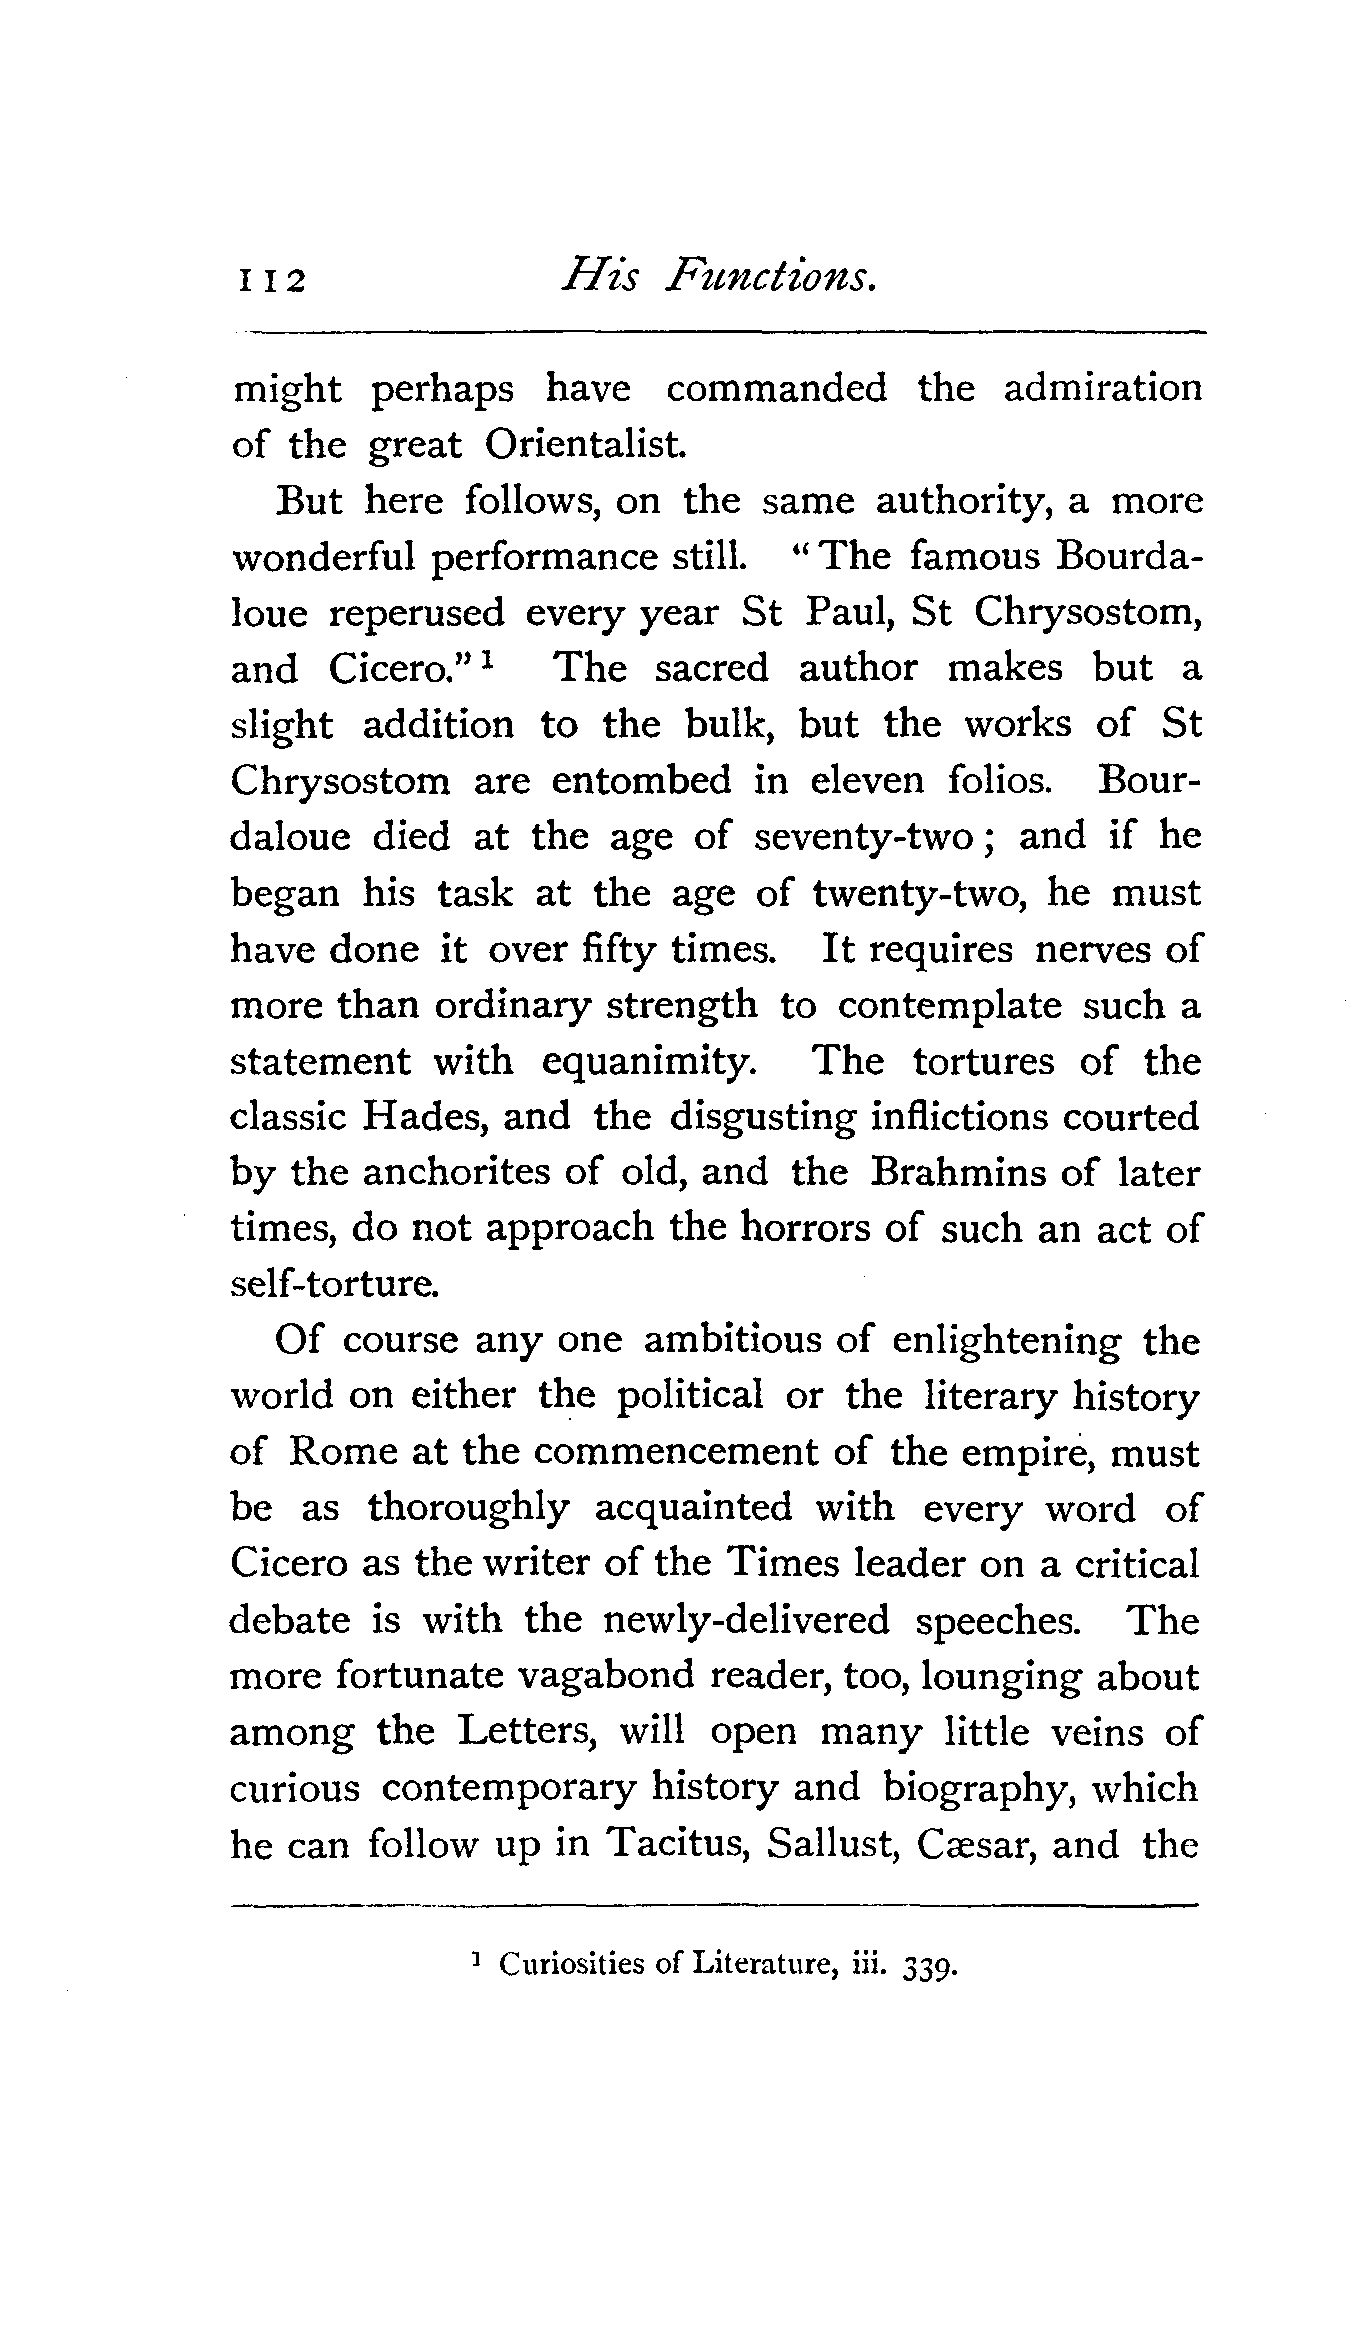 112 His Functions.
might perhaps have commanded the admiration
of the great Orientalist.
But here follows, on the same authority, a more
wonderful performance still. “The famous Bourda-
loue reperused every year St Paul, St Chrysostom,
and Cicero.” ¹ The sacred author makes but a
slight addition to the bulk, but the works of St
Chrysostom are entombed in eleven folios. Bour-
daloue died at the age of seventy-two; and if he
began his task at the age of twenty-two, he must
have done it over fifty times. It requires nerves of
more than ordinary strength to contemplate such a
statement with equanimity. The tortures of the
classic Hades, and the disgusting inflictions courted
by the anchorites of old, and the Brahmins of later
times, do not approach the horrors of such an act of
self-torture.
Of course any one ambitious of enlightening the
world on either the political or the literary history
of Rome at the commencement of the empire, must
be as thoroughly acquainted with every word of
Cicero as the writer of the Times leader on a critical
debate is with the newly-delivered speeches. The
more fortunate vagabond reader, too, lounging about
among the Letters, will open many little veins of
curious contemporary history and biography, which
he can follow up in Tacitus, Sallust, Cæsar, and the
¹ Curiosities of Literature, iii. 339.